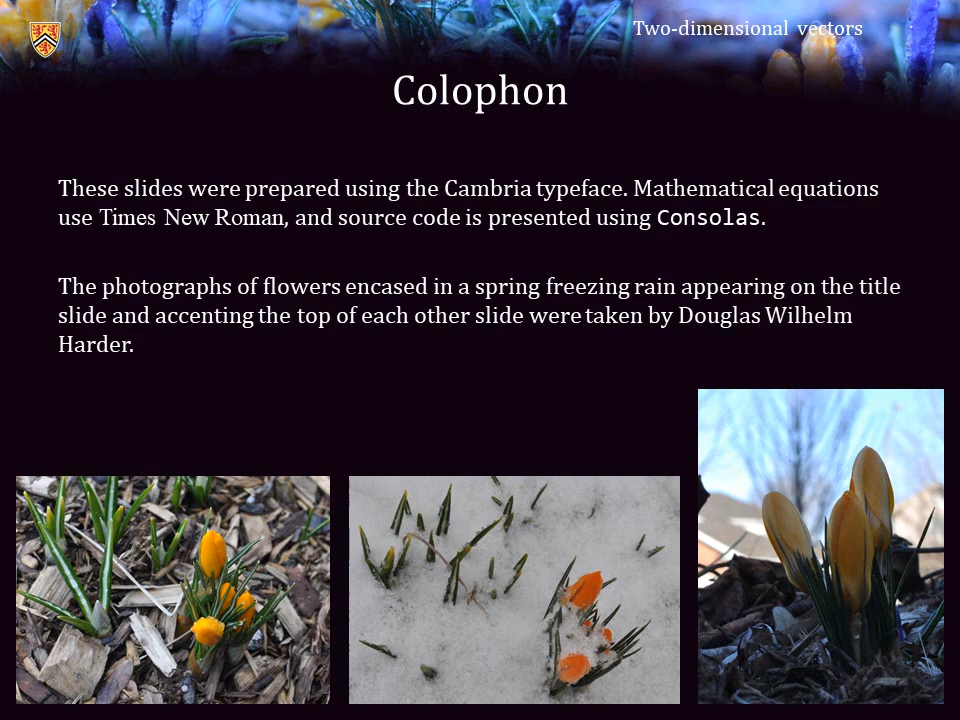 Two-dimensional vectors
Colophon
These slides were prepared using the Cambria typeface. Mathematical equations
use Times New Roman, and source code is presented using Consolas.
The photographs of flowers encased in a spring freezing rain appearing on the title
slide and accenting the top of each other slide were taken by Douglas Wilhelm
Harder.